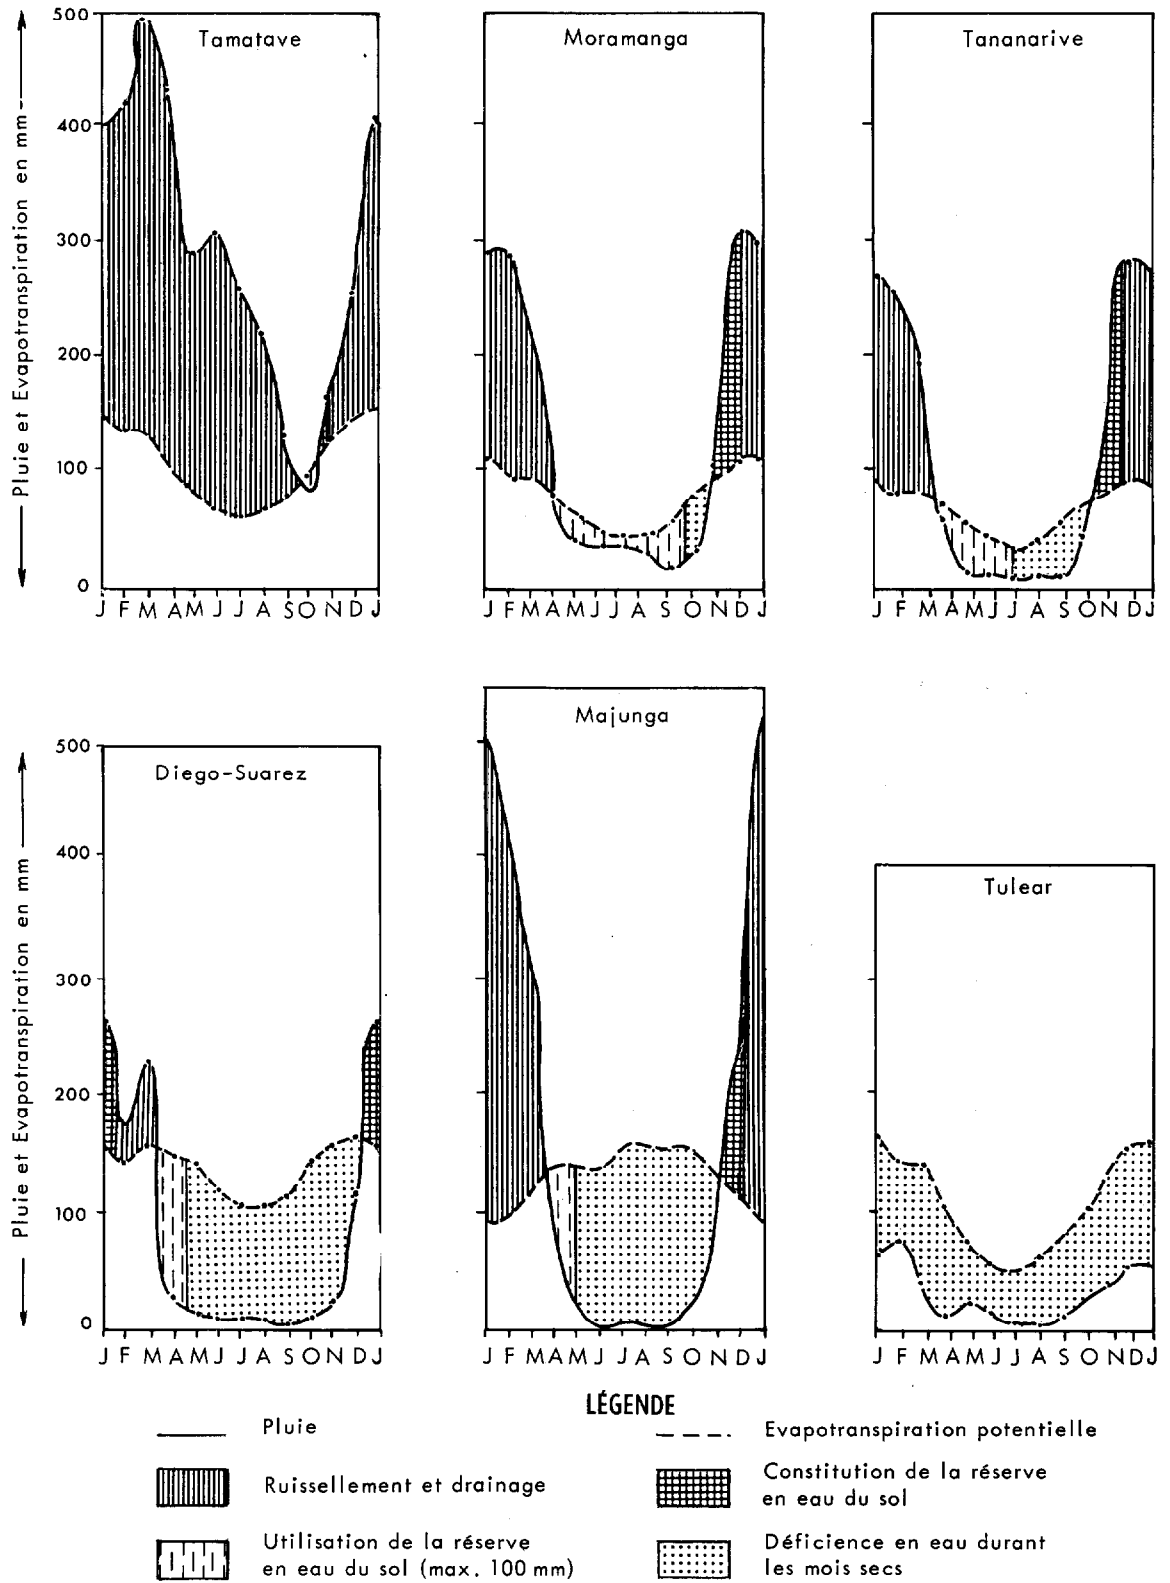 Pluie et Evapotranspiration en mm
500
400
300
200
100
0
Tamatave
J F M A M J J A S O N D J
Moramanga
J F M A M J J A S O N D J
Tananarive
J F M A M J J A S O N D J
Pluie et Evapotranspiration en mm
500
400
300
200
100
0
Diego-Suarez
J F M A M J J A S O N D J
Majunga
J F M A M J J A S O N D J
Tulear
J F M A M J J A S O N D J
LÉGENDE
Pluie
Evapotranspiration potentielle
Ruissellement et drainage
Constitution de la réserve
en eau du sol
Utilisation de la réserve
en eau du sol (max. 100 mm)
Déficience en eau durant
les mois secs